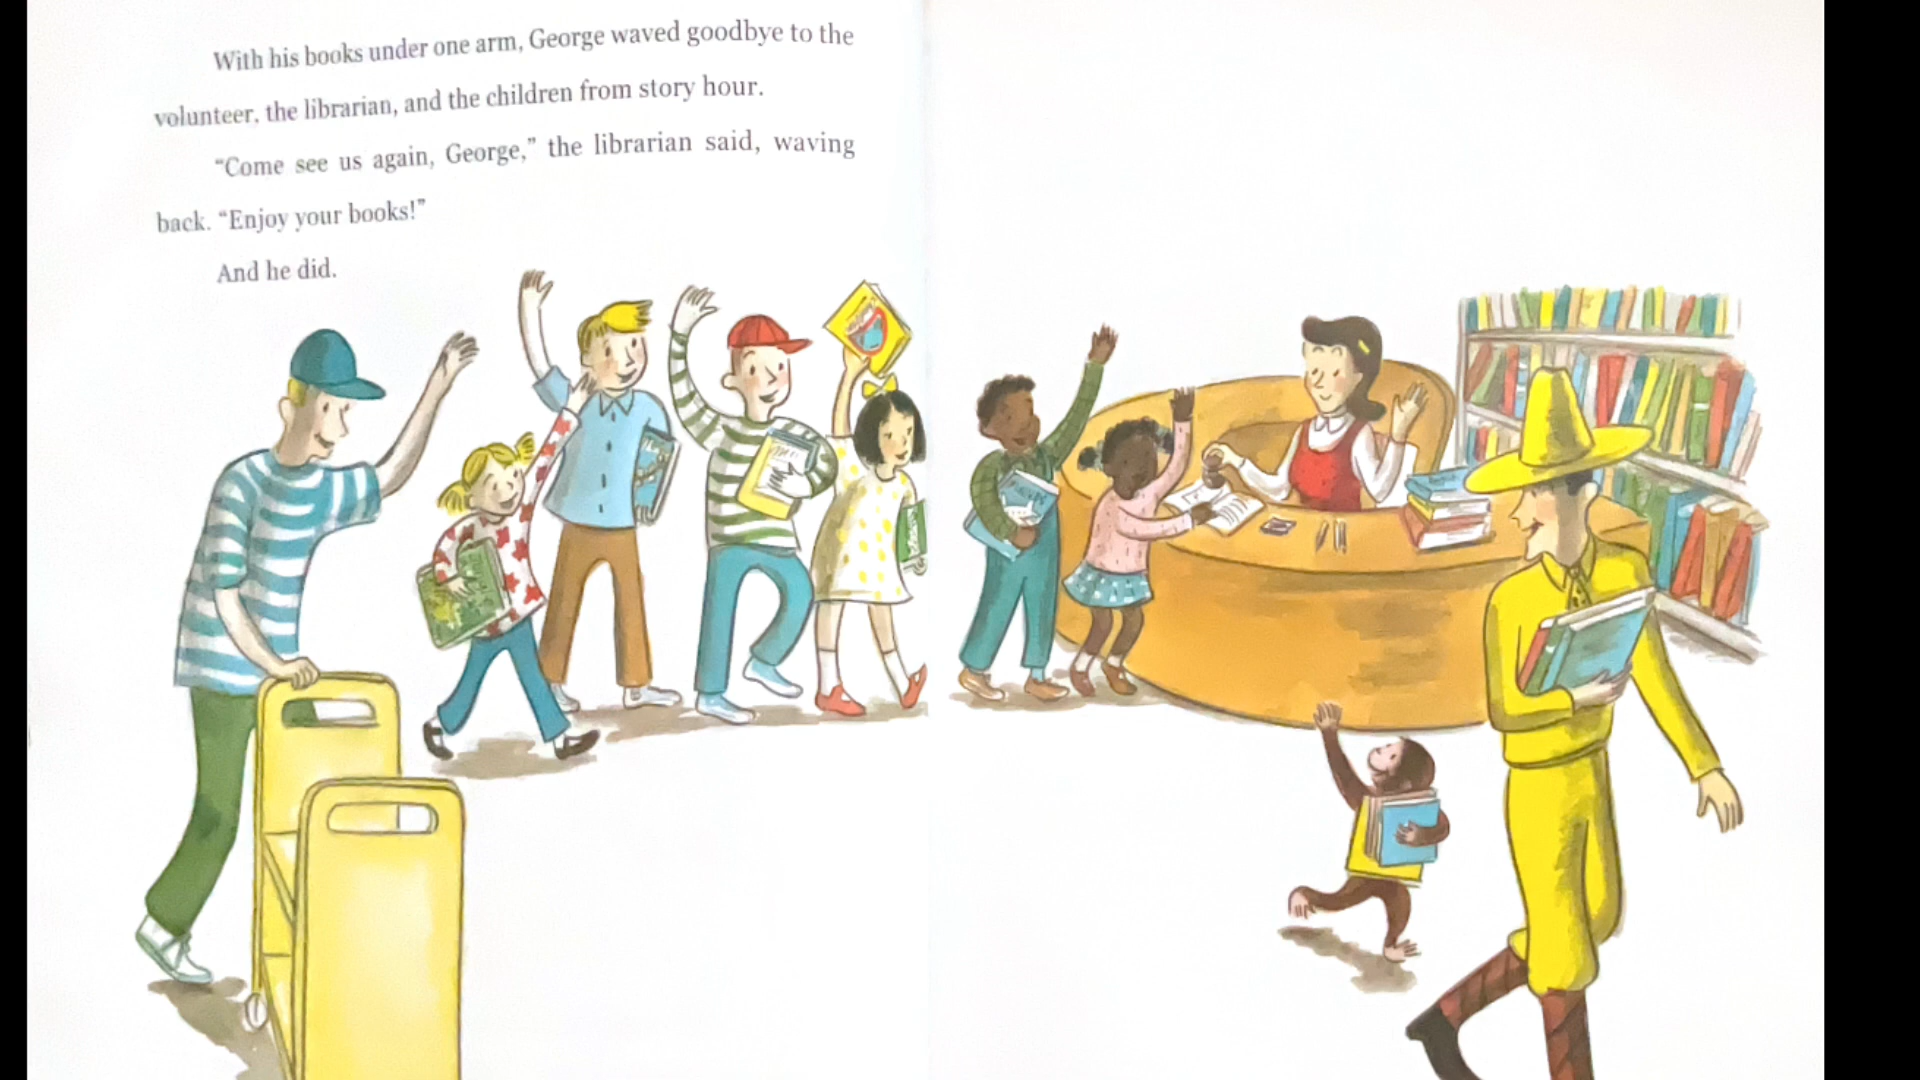 With his books under one arm, George waved goodbye to the
volunteer, the librarian, and the children from story hour.
“Come see us again, George,” the librarian said, waving
back. “Enjoy your books!”
And he did.